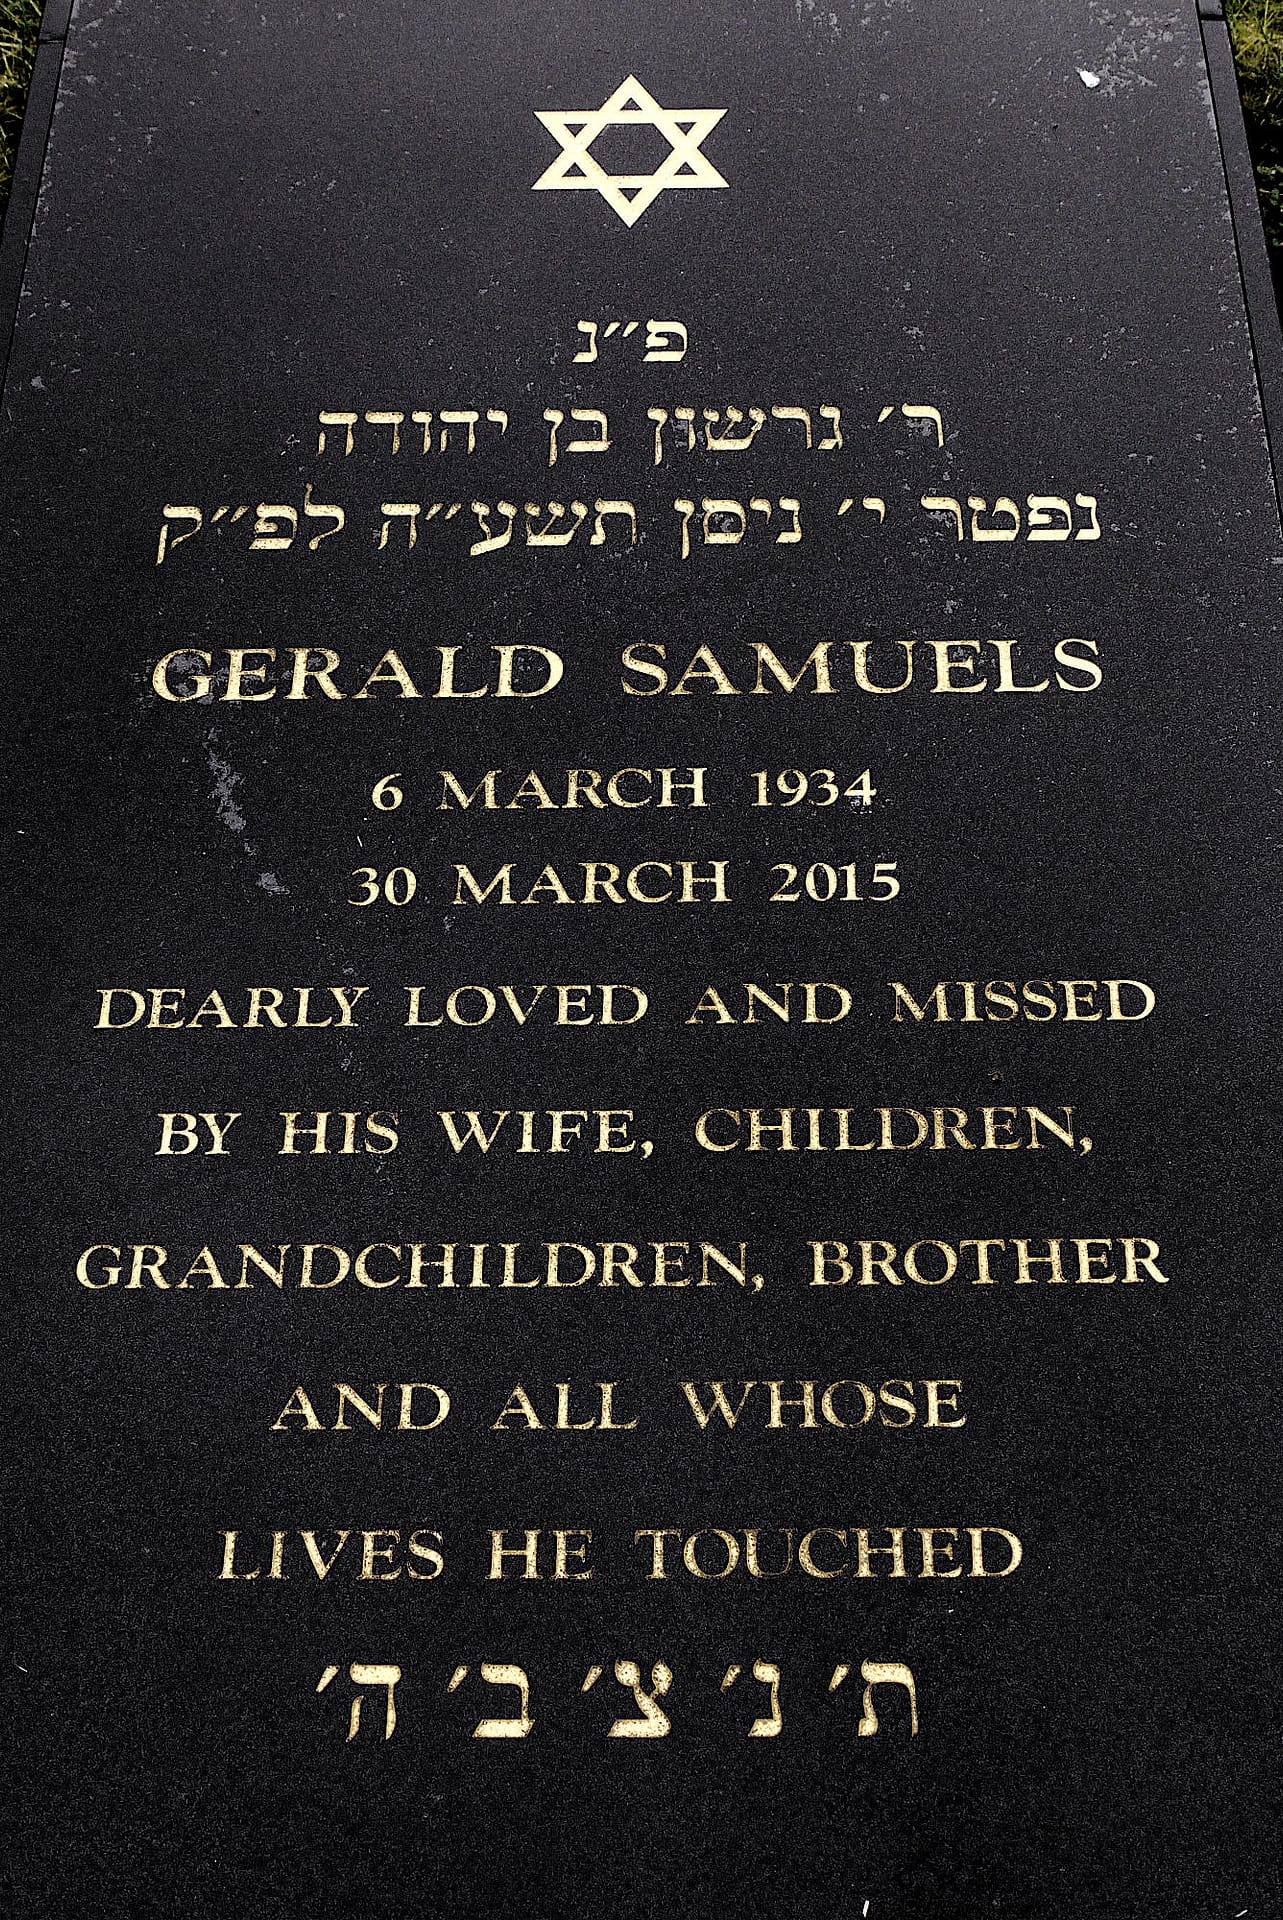 פ״נ
ר׳ גרשון בן יהודה
נפטר י׳ ניסן תשע״ה לפ״ק
GERALD SAMUELS
6 MARCH 1934
30 MARCH 2015
DEARLY LOVED AND MISSED
BY HIS WIFE, CHILDREN,
GRANDCHILDREN, BROTHER
AND ALL WHOSE
LIVES HE TOUCHED
ת׳ נ׳ צ׳ ב׳ ה׳